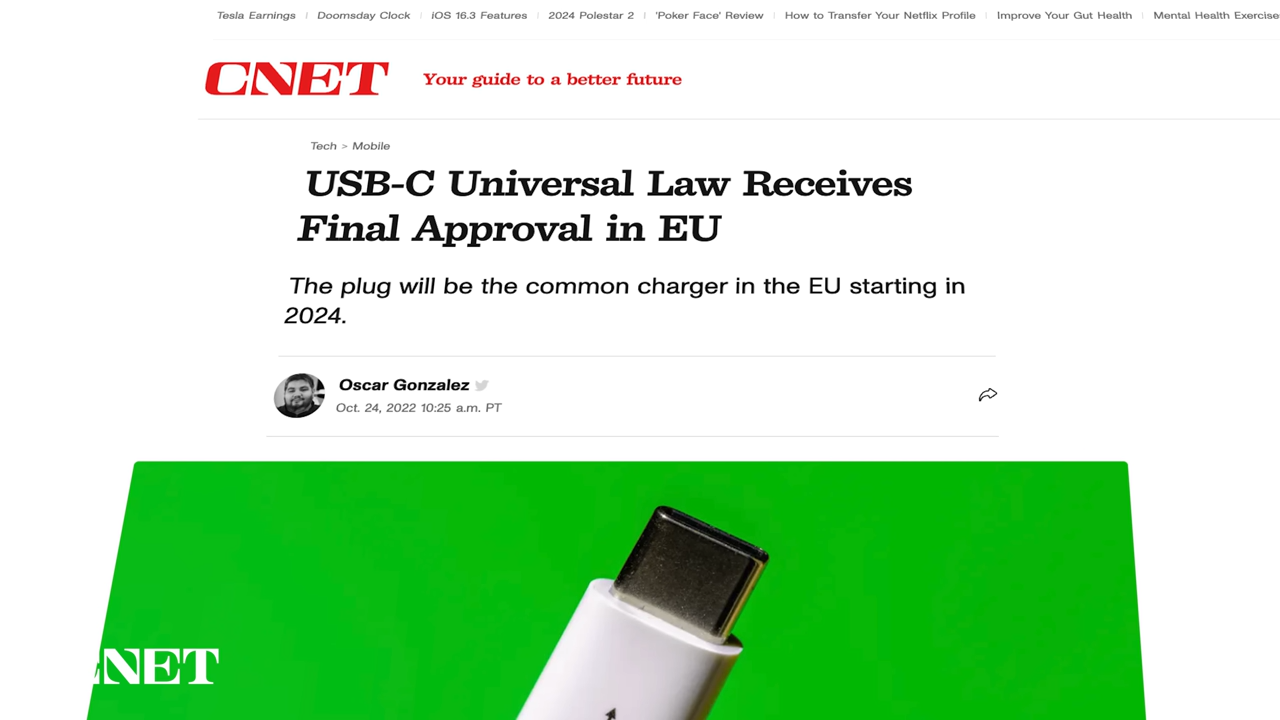 Tesla Earnings | Doomsday Clock | iOS 16.3 Features | 2024 Polestar 2 | 'Poker Face' Review | How to Transfer Your Netflix Profile | Improve Your Gut Health | Mental Health Exercise
CNET Your guide to a better future
Tech > Mobile
USB-C Universal Law Receives
Final Approval in EU
The plug will be the common charger in the EU starting in
2024.
Oscar Gonzalez
Oct. 24, 2022 10:25 a.m. PT
CNET